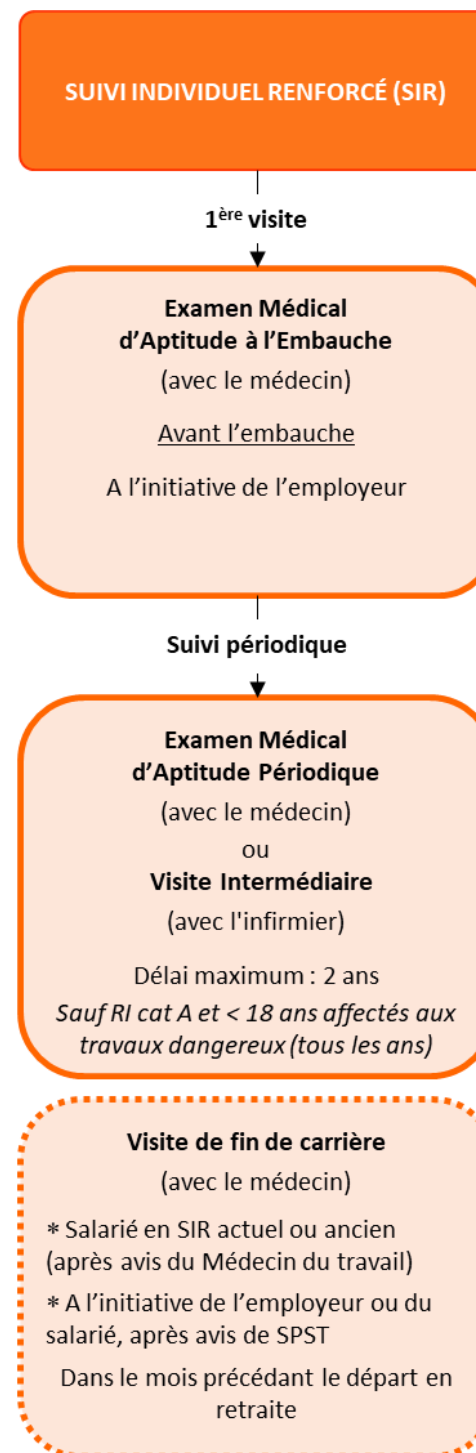 SUIVI INDIVIDUEL RENFORCÉ (SIR)
1ère visite
Examen Médical
d’Aptitude à l’Embauche
(avec le médecin)
Avant l’embauche
A l’initiative de l’employeur
Suivi périodique
Examen Médical
d’Aptitude Périodique
(avec le médecin)
ou
Visite Intermédiaire
(avec l'infirmier)
Délai maximum : 2 ans
Sauf RI cat A et < 18 ans affectés aux
travaux dangereux (tous les ans)
Visite de fin de carrière
(avec le médecin)
* Salarié en SIR actuel ou ancien
(après avis du Médecin du travail)
* A l’initiative de l’employeur ou du
salarié, après avis de SPST
Dans le mois précédant le départ en
retraite